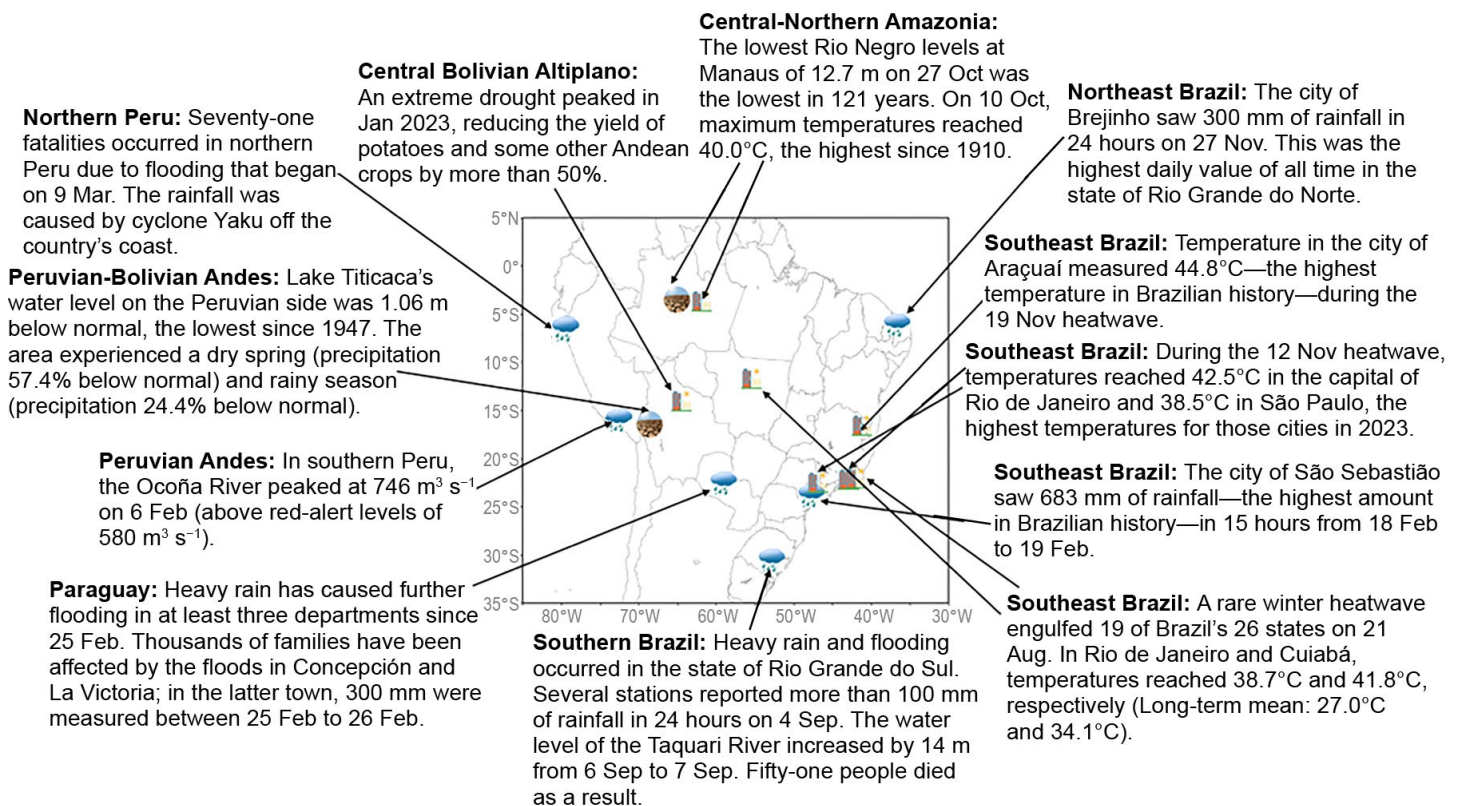 Central-Northern Amazonia:
The lowest Rio Negro levels at
Manaus of 12.7 m on 27 Oct was
the lowest in 121 years. On 10 Oct,
maximum temperatures reached
40.0°C, the highest since 1910.
Central Bolivian Altiplano:
An extreme drought peaked in
Jan 2023, reducing the yield of
potatoes and some other Andean
crops by more than 50%.
Northern Peru: Seventy-one
fatalities occurred in northern
Peru due to flooding that began
on 9 Mar. The rainfall was
caused by cyclone Yaku off the
country’s coast.
Northeast Brazil: The city of
Brejinho saw 300 mm of rainfall in
24 hours on 27 Nov. This was the
highest daily value of all time in the
state of Rio Grande do Norte.
Peruvian-Bolivian Andes: Lake Titicaca’s
water level on the Peruvian side was 1.06 m
below normal, the lowest since 1947. The
area experienced a dry spring (precipitation
57.4% below normal) and rainy season
(precipitation 24.4% below normal).
Southeast Brazil: Temperature in the city of
Araçuaí measured 44.8°C—the highest
temperature in Brazilian history—during the
19 Nov heatwave.
Southeast Brazil: During the 12 Nov heatwave,
temperatures reached 42.5°C in the capital of
Rio de Janeiro and 38.5°C in São Paulo, the
highest temperatures for those cities in 2023.
Peruvian Andes: In southern Peru,
the Ocoña River peaked at 746 m³ s⁻¹
on 6 Feb (above red-alert levels of
580 m³ s⁻¹).
Southeast Brazil: The city of São Sebastião
saw 683 mm of rainfall—the highest amount
in Brazilian history—in 15 hours from 18 Feb
to 19 Feb.
Paraguay: Heavy rain has caused further
flooding in at least three departments since
25 Feb. Thousands of families have been
affected by the floods in Concepción and
La Victoria; in the latter town, 300 mm were
measured between 25 Feb to 26 Feb.
Southeast Brazil: A rare winter heatwave
engulfed 19 of Brazil’s 26 states on 21
Aug. In Rio de Janeiro and Cuiabá,
temperatures reached 38.7°C and 41.8°C,
respectively (Long-term mean: 27.0°C
and 34.1°C).
Southern Brazil: Heavy rain and flooding
occurred in the state of Rio Grande do Sul.
Several stations reported more than 100 mm
of rainfall in 24 hours on 4 Sep. The water
level of the Taquari River increased by 14 m
from 6 Sep to 7 Sep. Fifty-one people died
as a result.
5°N
0°
5°S
10°S
15°S
20°S
25°S
30°S
35°S
80°W 70°W 60°W 50°W 40°W 30°W